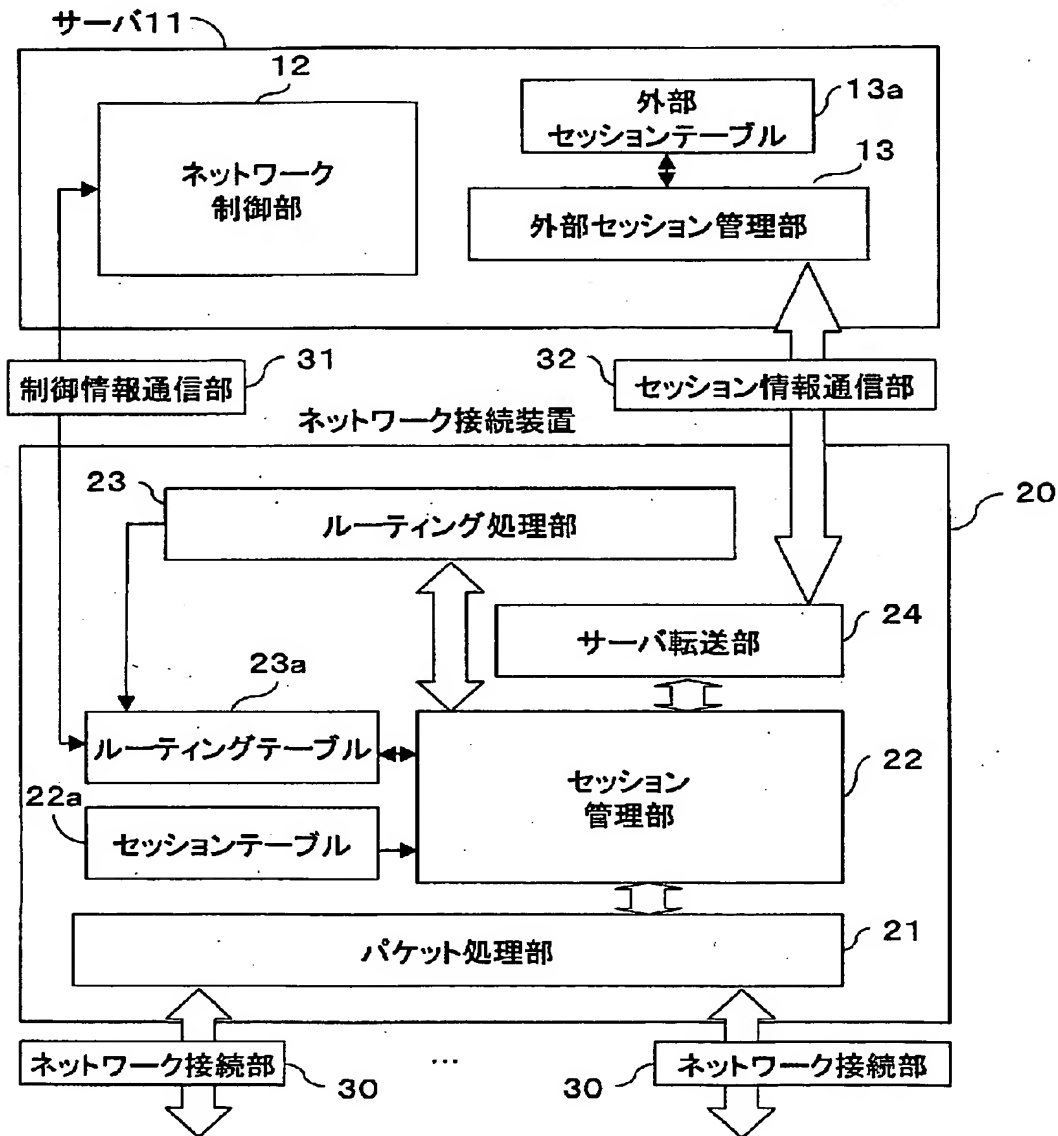 サーバ11
12
ネットワーク
制御部
外部
セッションテーブル
13a
13
外部セッション管理部
制御情報通信部
31
32
セッション情報通信部
ネットワーク接続装置
20
23
ルーティング処理部
サーバ転送部
24
23a
ルーティングテーブル
22a
セッションテーブル
セッション
管理部
22
パケット処理部
21
ネットワーク接続部
30
...
30
ネットワーク接続部